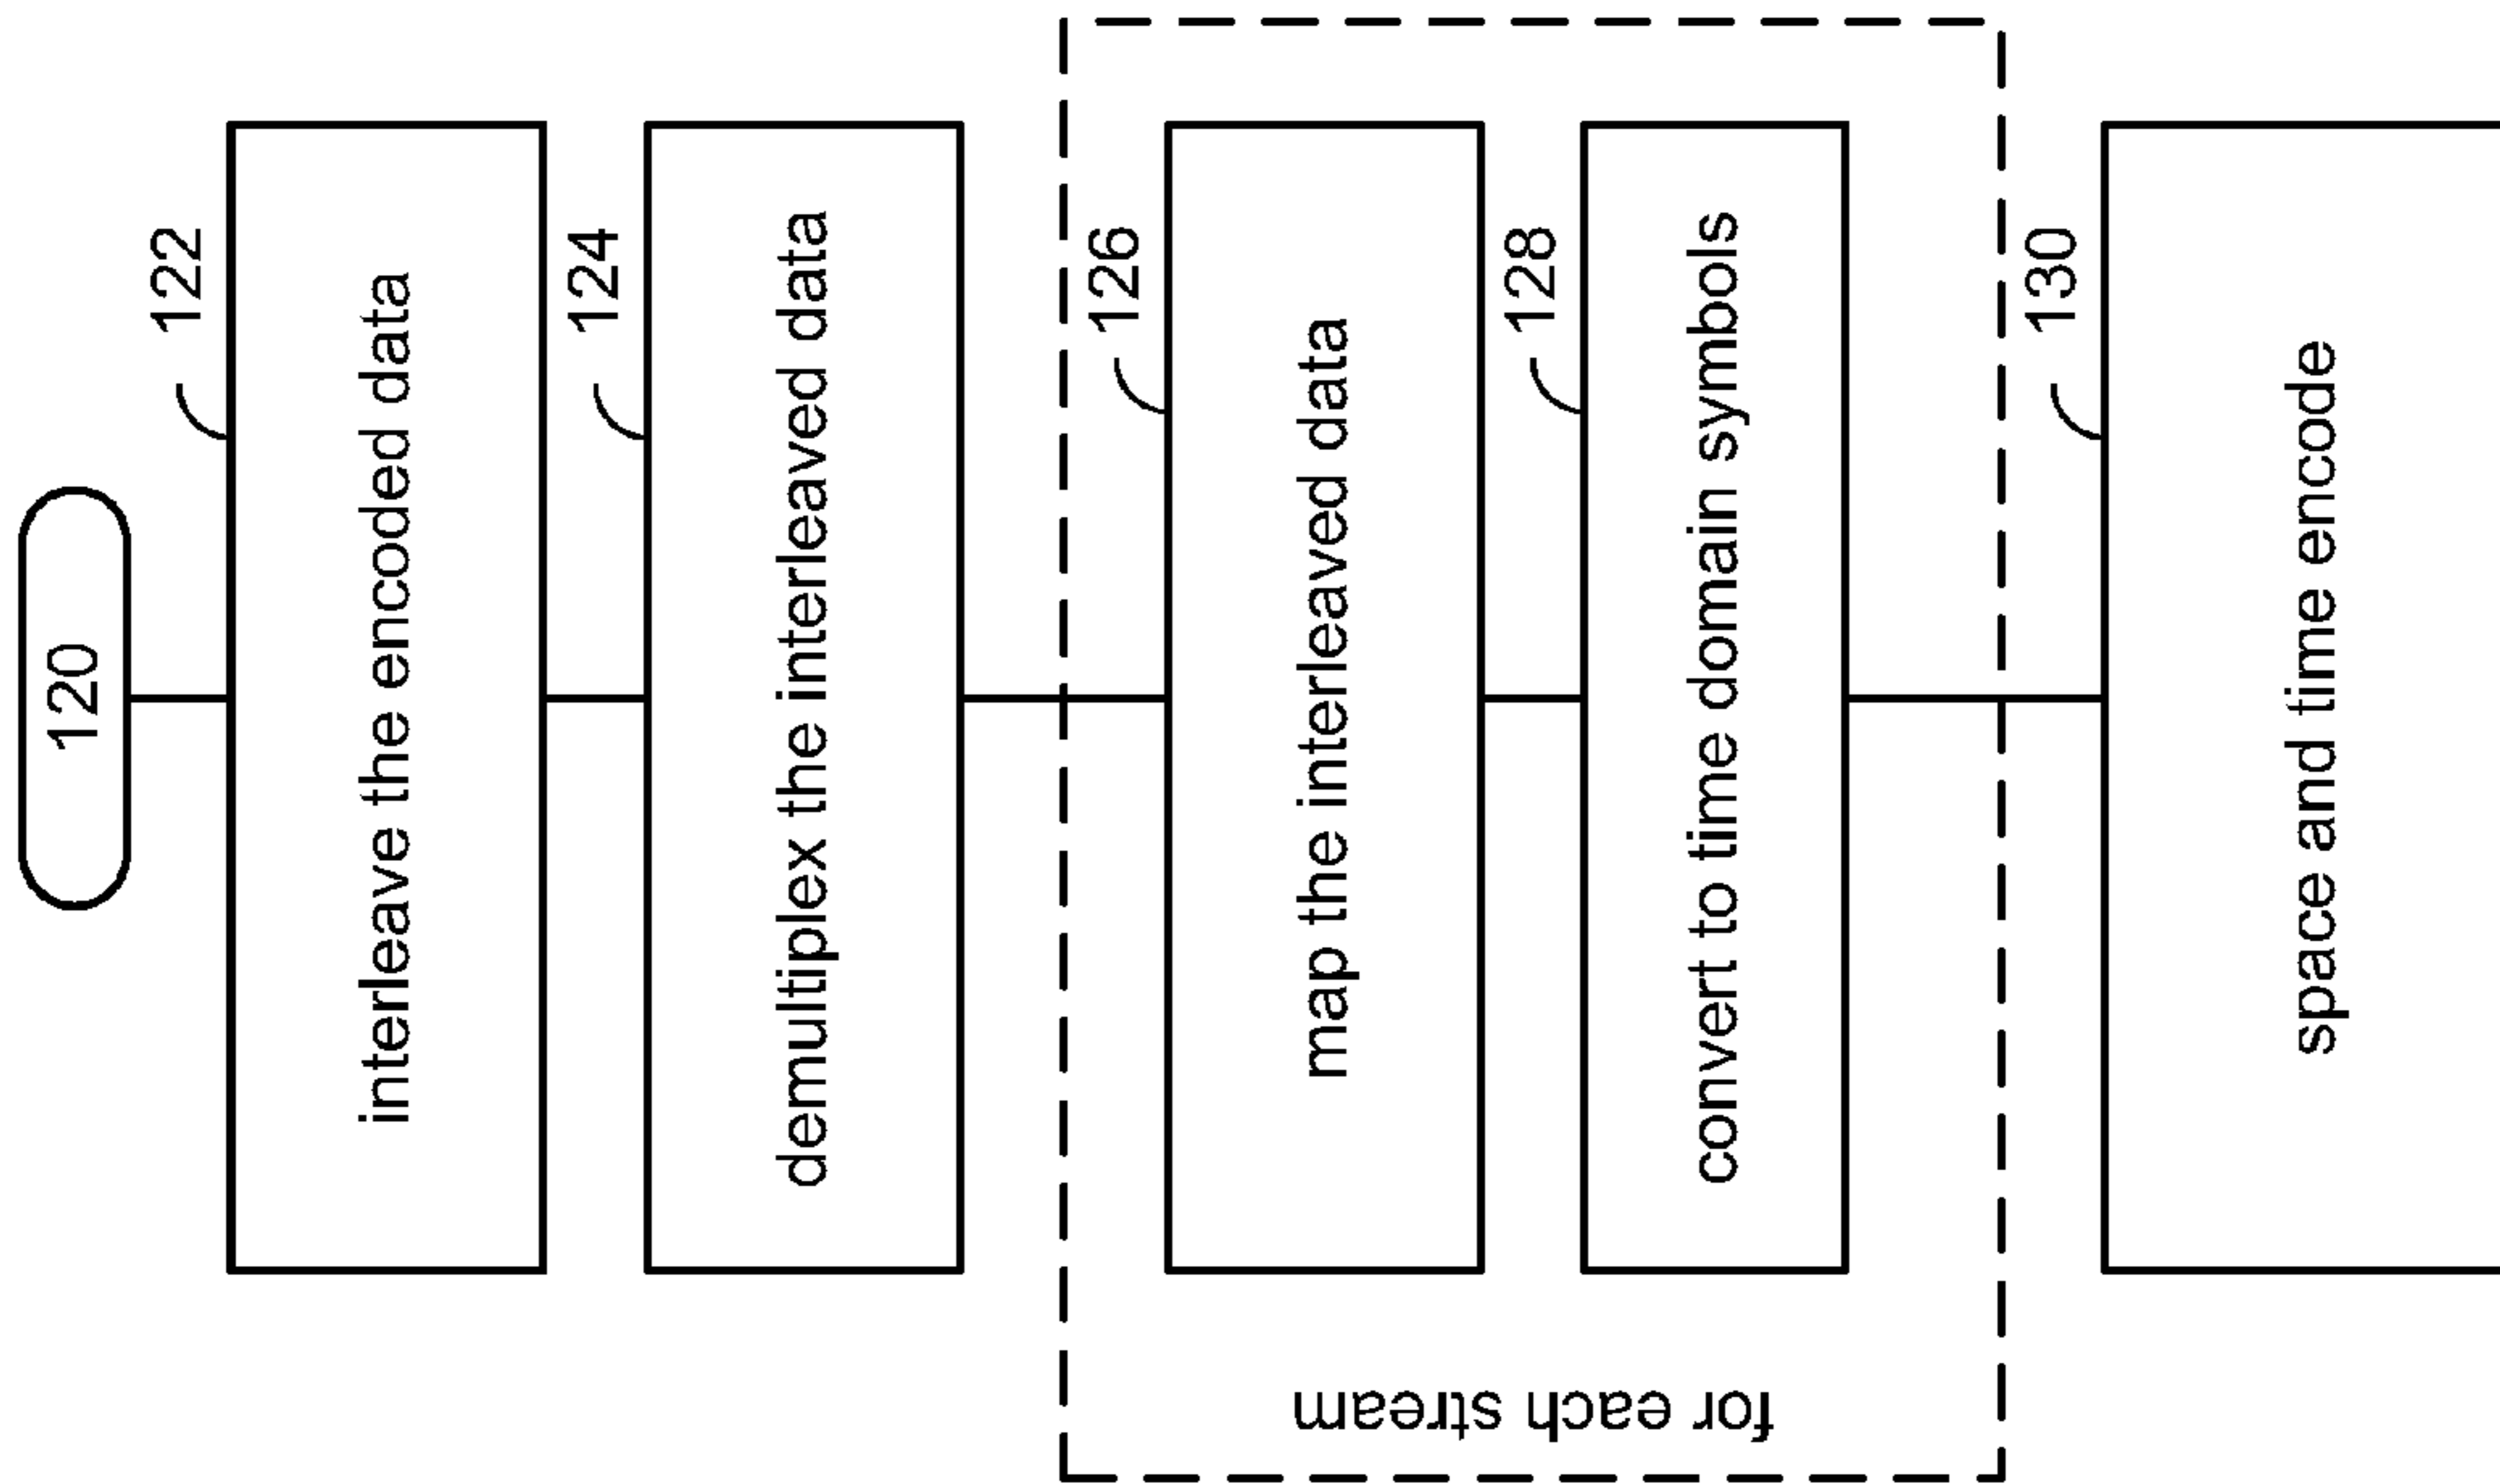 120
122
interleave the encoded data
124
demultiplex the interleaved data
for each stream
126
map the interleaved data
128
convert to time domain symbols
130
space and time encode